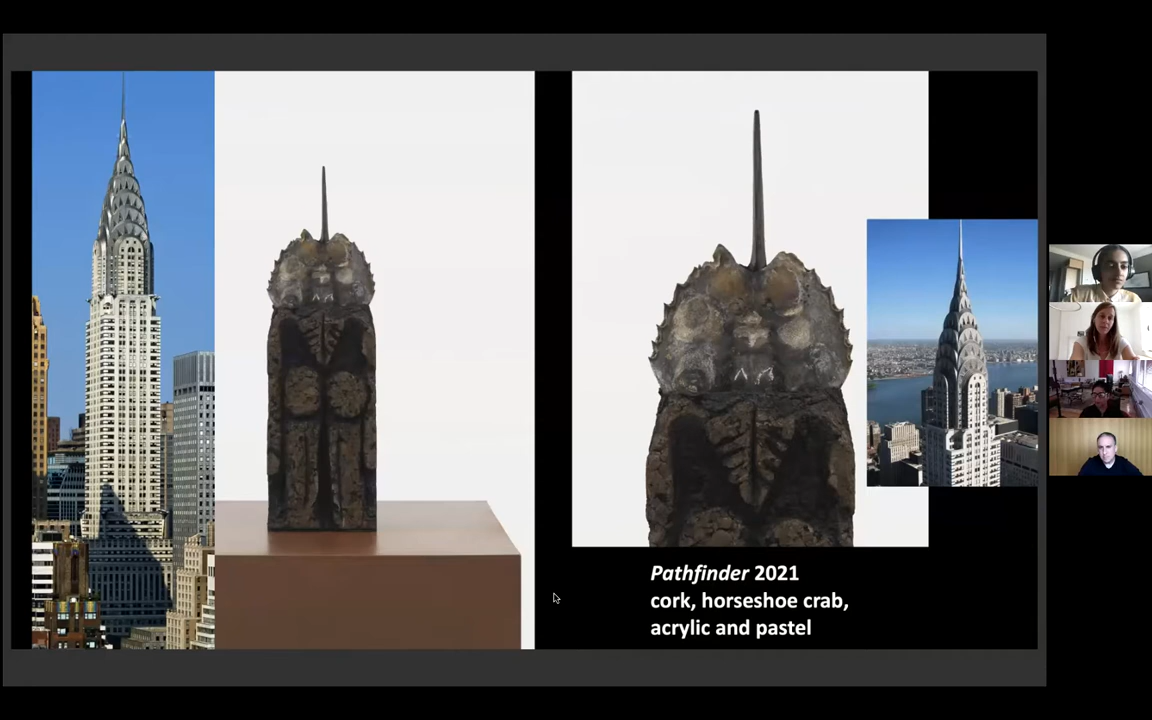 Pathfinder 2021
cork, horseshoe crab,
acrylic and pastel